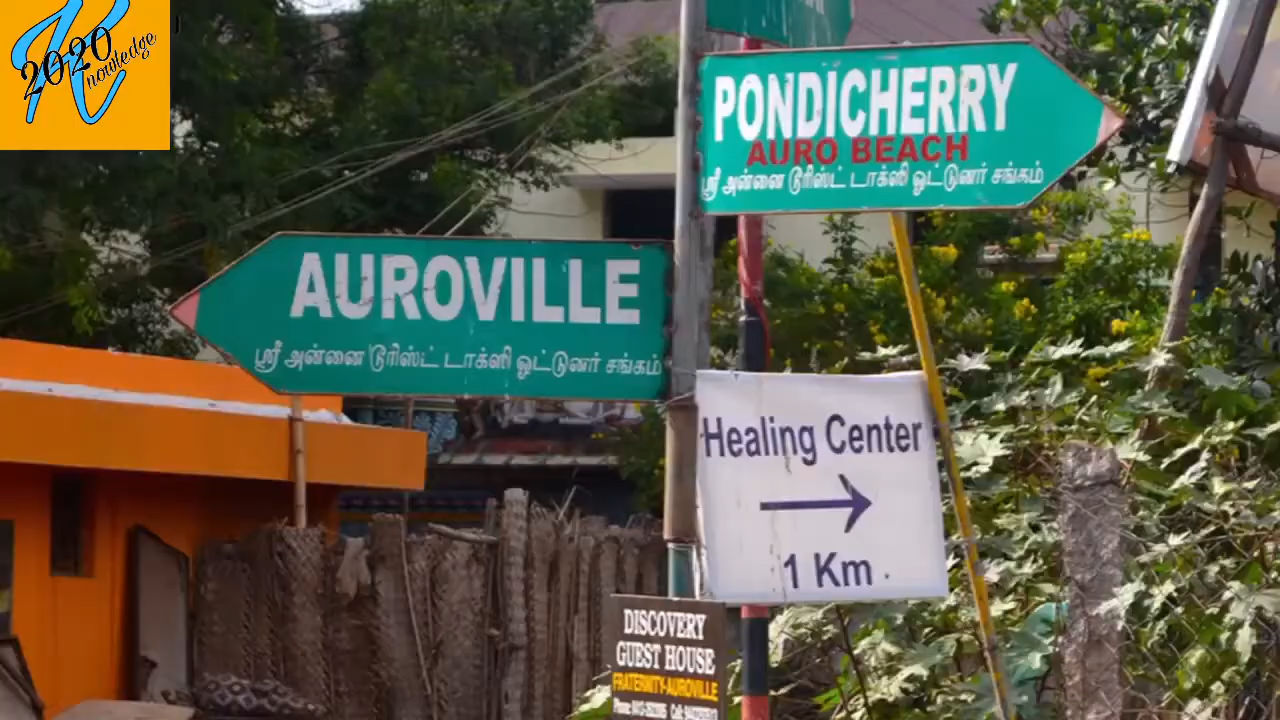 2020
Knowledge
PONDICHERRY
AURO BEACH
ஸ்ரீ அன்னை டூரிஸ்ட் டாக்ஸி ஓட்டுனர் சங்கம்
AUROVILLE
ஸ்ரீ அன்னை டூரிஸ்ட் டாக்ஸி ஓட்டுனர் சங்கம்
Healing Center
→
1 Km .
DISCOVERY
GUEST HOUSE
FRATERNITY-AUROVILLE